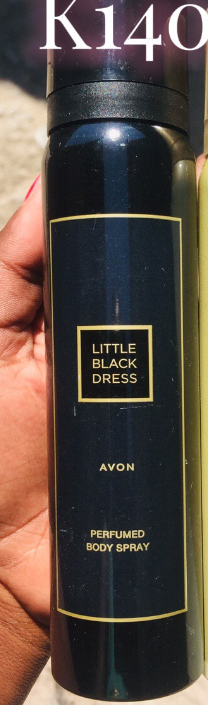 K140
LITTLE
BLACK
DRESS
AVON
PERFUMED
BODY SPRAY